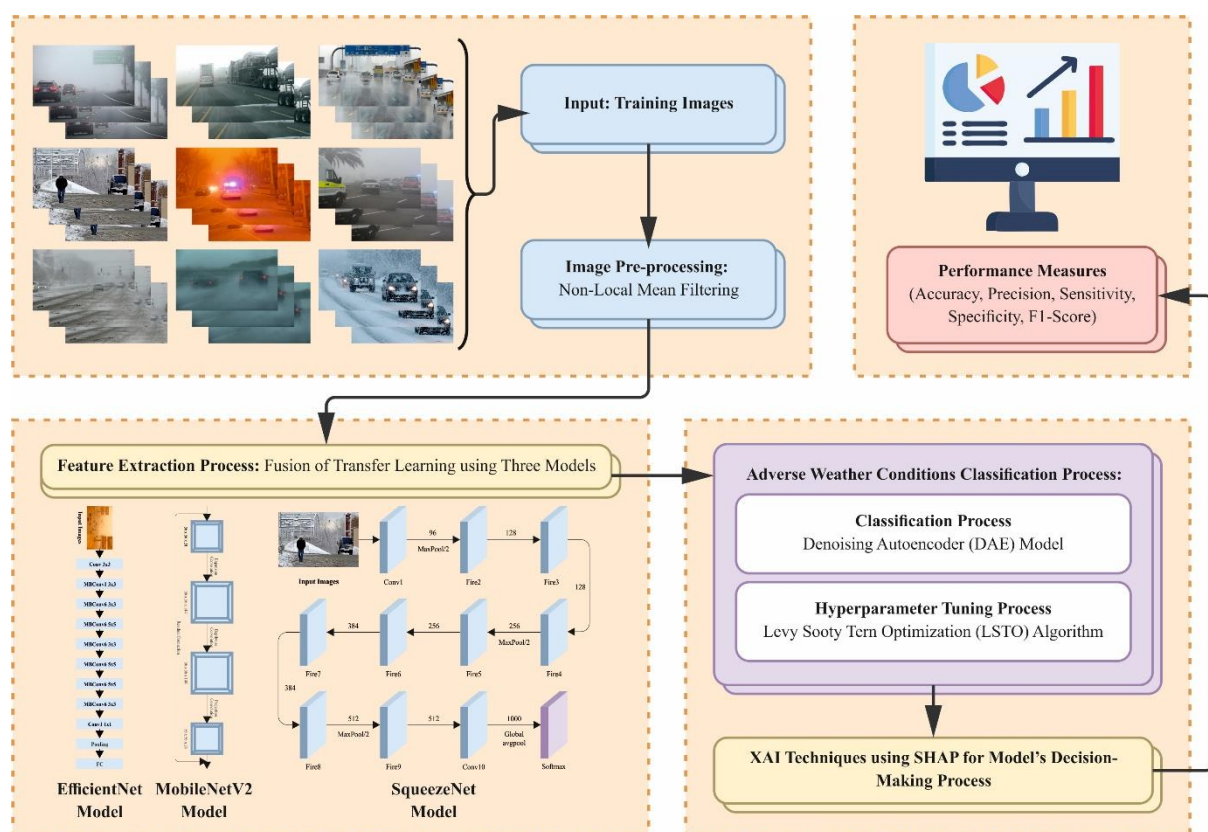 Input: Training Images
Image Pre-processing:
Non-Local Mean Filtering
Performance Measures
(Accuracy, Precision, Sensitivity,
Specificity, F1-Score)
Feature Extraction Process: Fusion of Transfer Learning using Three Models
Input Images
Conv 3x3
MBConv1 3x3
MBConv6 3x3
MBConv6 5x5
MBConv6 3x3
MBConv6 5x5
MBConv6 5x5
MBConv6 3x3
Conv1 1x1
Pooling
FC
EfficientNet
Model
MobileNetV2
Model
Input Images
Conv1
96
MaxPool/2
Fire2
128
Fire3
128
Fire4
256
MaxPool/2
Fire5
256
Fire6
384
Fire7
384
Fire8
512
MaxPool/2
Fire9
512
Conv10
1000
Global
avgpool
Softmax
SqueezeNet
Model
Adverse Weather Conditions Classification Process:
Classification Process
Denoising Autoencoder (DAE) Model
Hyperparameter Tuning Process
Levy Sooty Tern Optimization (LSTO) Algorithm
XAI Techniques using SHAP for Model's Decision-
Making Process